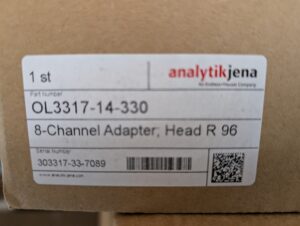 1 st
analytikjena
An Endress+Hauser Company
Part Number
OL3317-14-330
8-Channel Adapter; Head R 96
Serial Number
303317-33-7089
www.analytik-jena.com